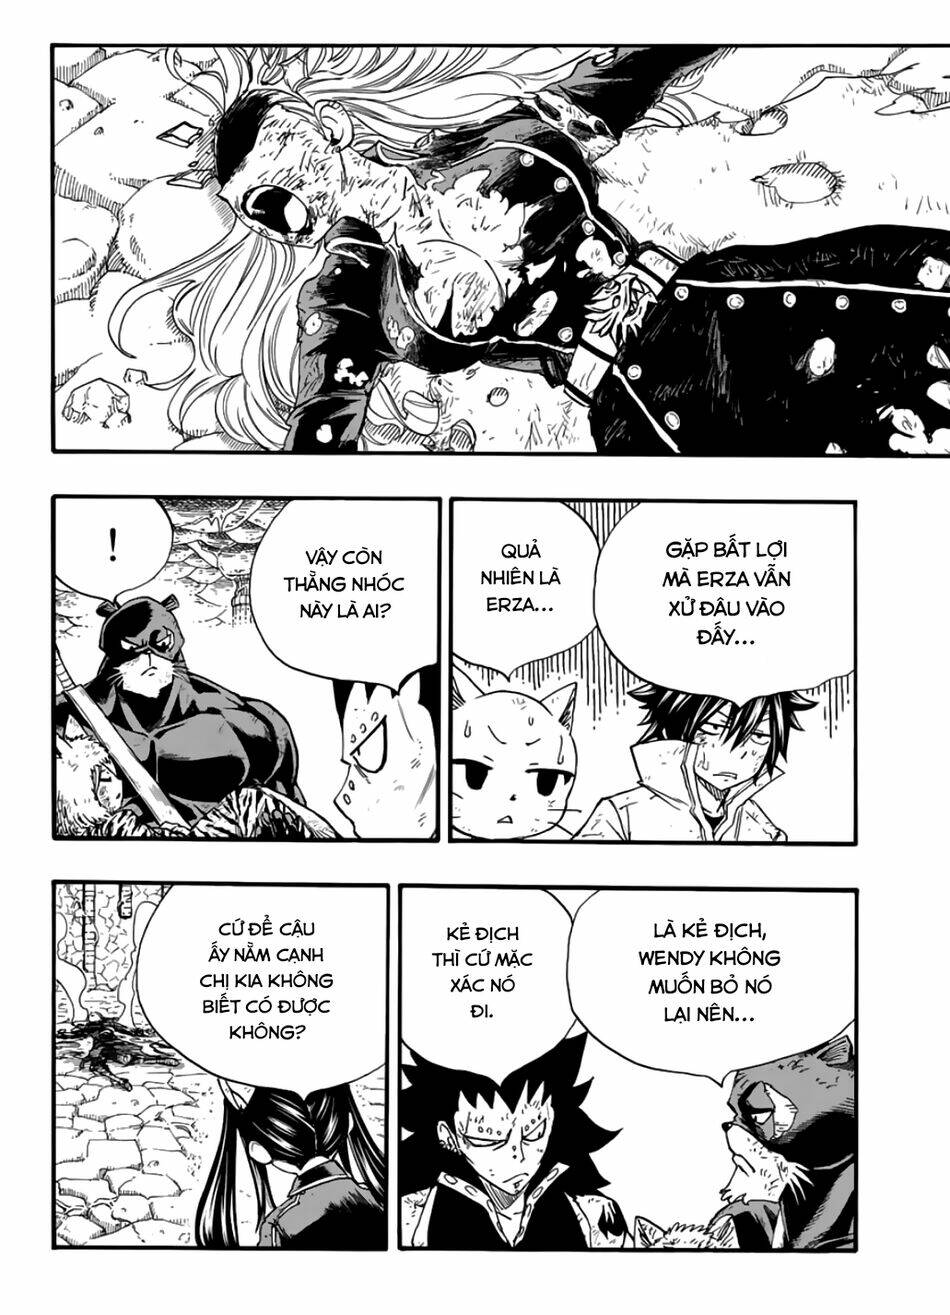 GẶP BẤT LỢI
MÀ ERZA VẪN
XỬ ĐÂU VÀO
ĐẤY...
QUẢ
NHIÊN LÀ
ERZA...
VẬY CÒN
THẰNG NHÓC
NÀY LÀ AI?
!
LÀ KẺ ĐỊCH,
WENDY KHÔNG
MUỐN BỎ NÓ
LẠI NÊN...
KẺ ĐỊCH
THÌ CỨ MẶC
XÁC NÓ
ĐI.
CỨ ĐỂ CẬU
ẤY NẰM CẠNH
CHỊ KIA KHÔNG
BIẾT CÓ ĐƯỢC
KHÔNG?